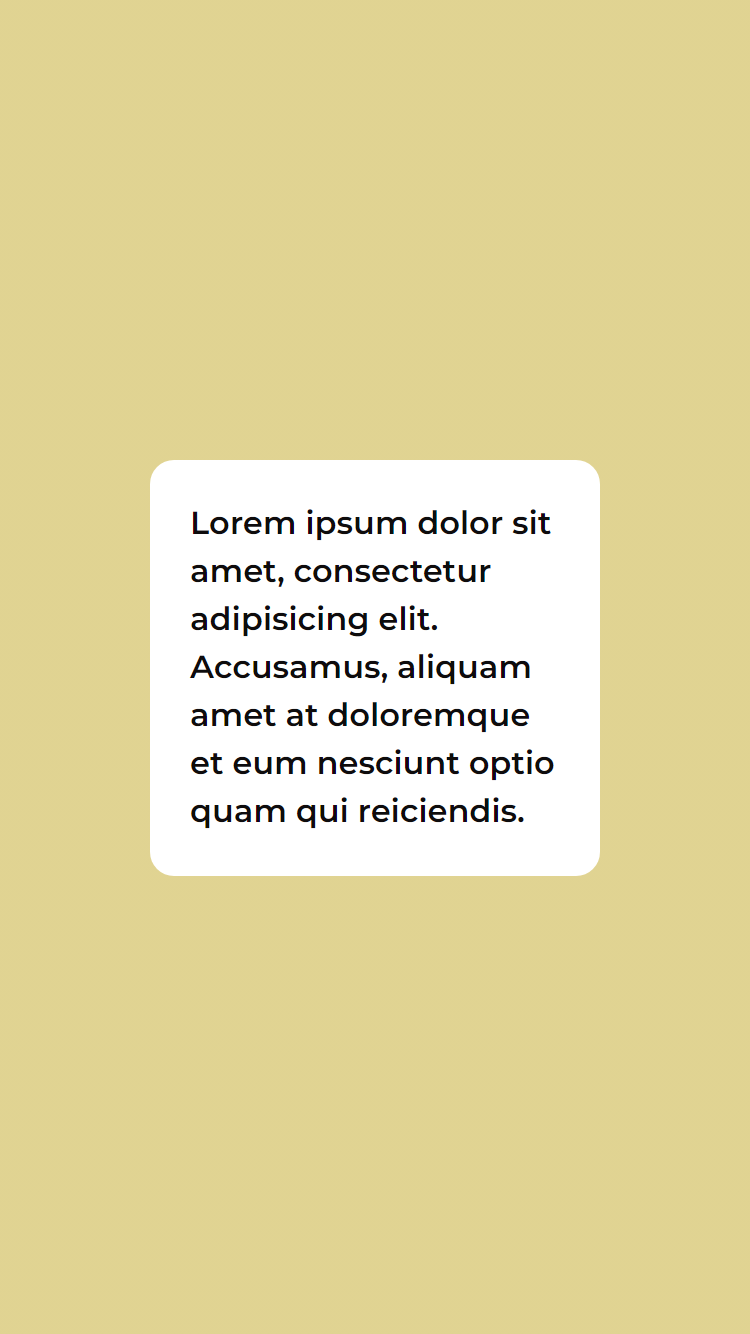 Lorem ipsum dolor sit
amet, consectetur
adipisicing elit.
Accusamus, aliquam
amet at doloremque
et eum nesciunt optio
quam qui reiciendis.